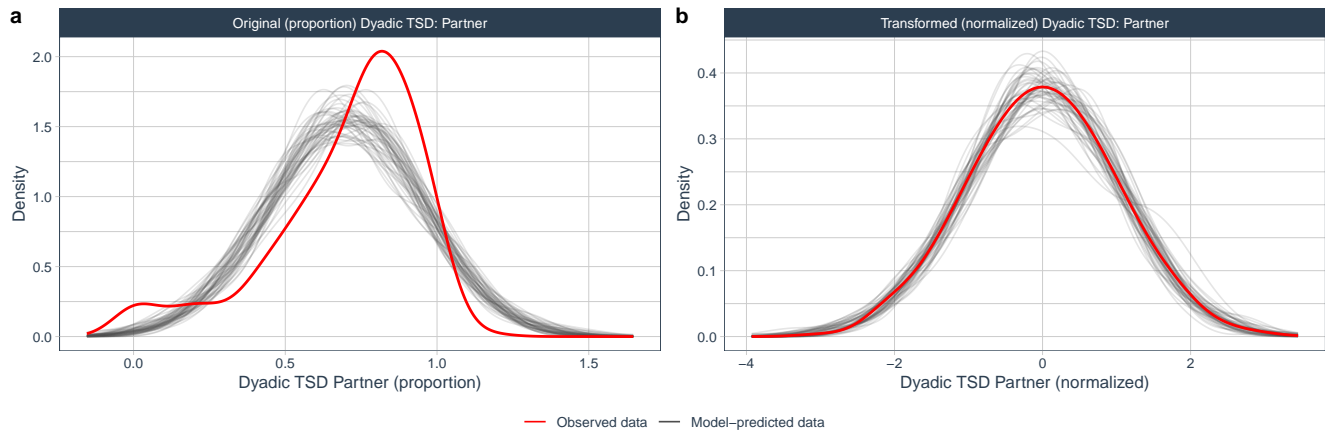 a
Original (proportion) Dyadic TSD: Partner
2.0
1.5
1.0
0.5
0.0
Density
0.0
0.5
1.0
1.5
Dyadic TSD Partner (proportion)
b
Transformed (normalized) Dyadic TSD: Partner
0.4
0.3
0.2
0.1
0.0
Density
−4
−2
0
2
Dyadic TSD Partner (normalized)
Observed data
Model−predicted data